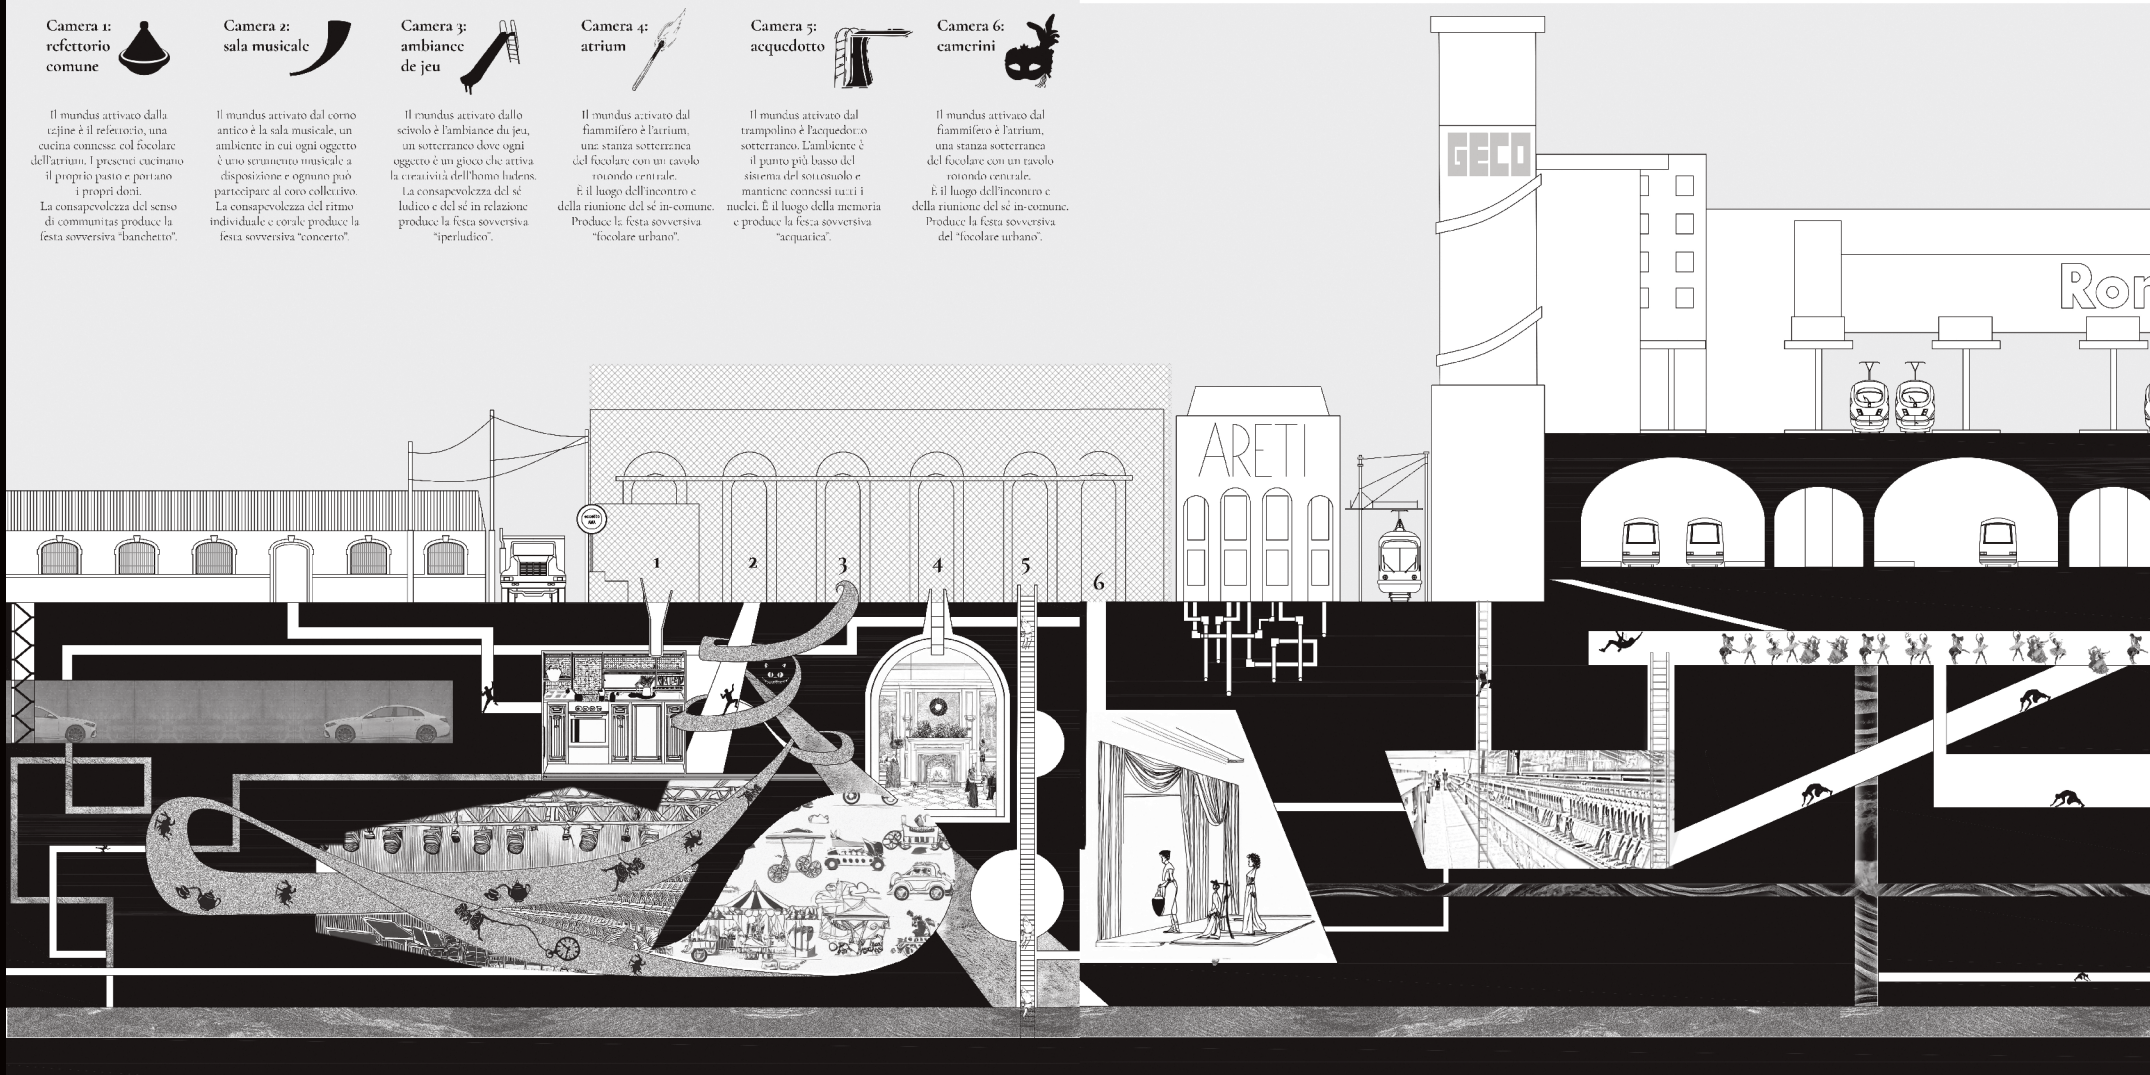 Camera 1:
refettorio
comune
Il mundus attivato dalla
tajine è il refettorio, una
cucina connessa col focolare
dell'atrium. I presenti cucinano
il proprio pasto e portano
i propri doni.
La consapevolezza del senso
di communitas produce la
festa sovversiva "banchetto".
Camera 2:
sala musicale
Il mundus attivato dal corno
antico è la sala musicale, un
ambiente in cui ogni oggetto
è uno strumento musicale a
disposizione e ognuno può
partecipare al coro collettivo.
La consapevolezza del ritmo
individuale e corale produce la
festa sovversiva "concerto".
Camera 3:
ambiance
de jeu
Il mundus attivato dallo
scivolo è l'ambiance du jeu,
un sotterraneo dove ogni
oggetto è un gioco che attiva
la creatività dell'homo ludens.
La consapevolezza del sé
ludico e del sé in relazione
produce la festa sovversiva
"iperludico".
Camera 4:
atrium
Il mundus attivato dal
fiammifero è l'atrium,
una stanza sotterranea
del focolare con un tavolo
rotondo centrale.
È il luogo dell'incontro e
della riunione del sé in-comune.
Produce la festa sovversiva
"focolare urbano".
Camera 5:
acquedotto
Il mundus attivato dal
trampolino è l'acquedotto
sotterraneo. L'ambiente è
il punto più basso del
sistema del sottosuolo e
mantiene connessi tutti i
nuclei. È il luogo della memoria
e produce la festa sovversiva
"acquatica".
Camera 6:
camerini
Il mundus attivato dal
fiammifero è l'atrium,
una stanza sotterranea
del focolare con un tavolo
rotondo centrale.
È il luogo dell'incontro e
della riunione del sé in-comune.
Produce la festa sovversiva
del "focolare urbano".
GECO
Ror
ARETI
1
2
3
4
5
6